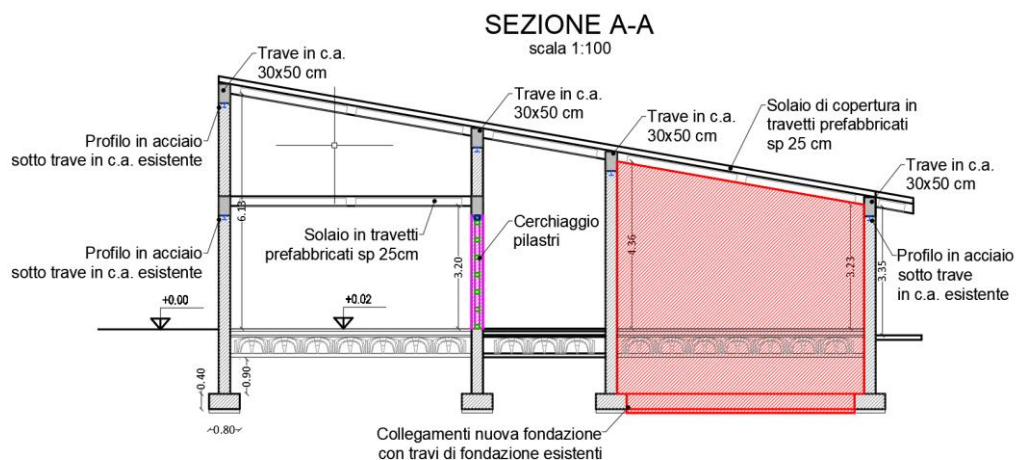 SEZIONE A-A
scala 1:100
Trave in c.a.
30x50 cm
Trave in c.a.
30x50 cm
Trave in c.a.
30x50 cm
Solaio di copertura in
travetti prefabbricati
sp 25 cm
Trave in c.a.
30x50 cm
Profilo in acciaio
sotto trave in c.a. esistente
Profilo in acciaio
sotto trave in c.a. esistente
6.13
Solaio in travetti
prefabbricati sp 25cm
3.20
Cerchiaggio
pilastri
4.36
3.23
3.35
Profilo in acciaio
sotto trave
in c.a. esistente
+0.00
+0.02
0.40
0.90
0.80
Collegamenti nuova fondazione
con travi di fondazione esistenti